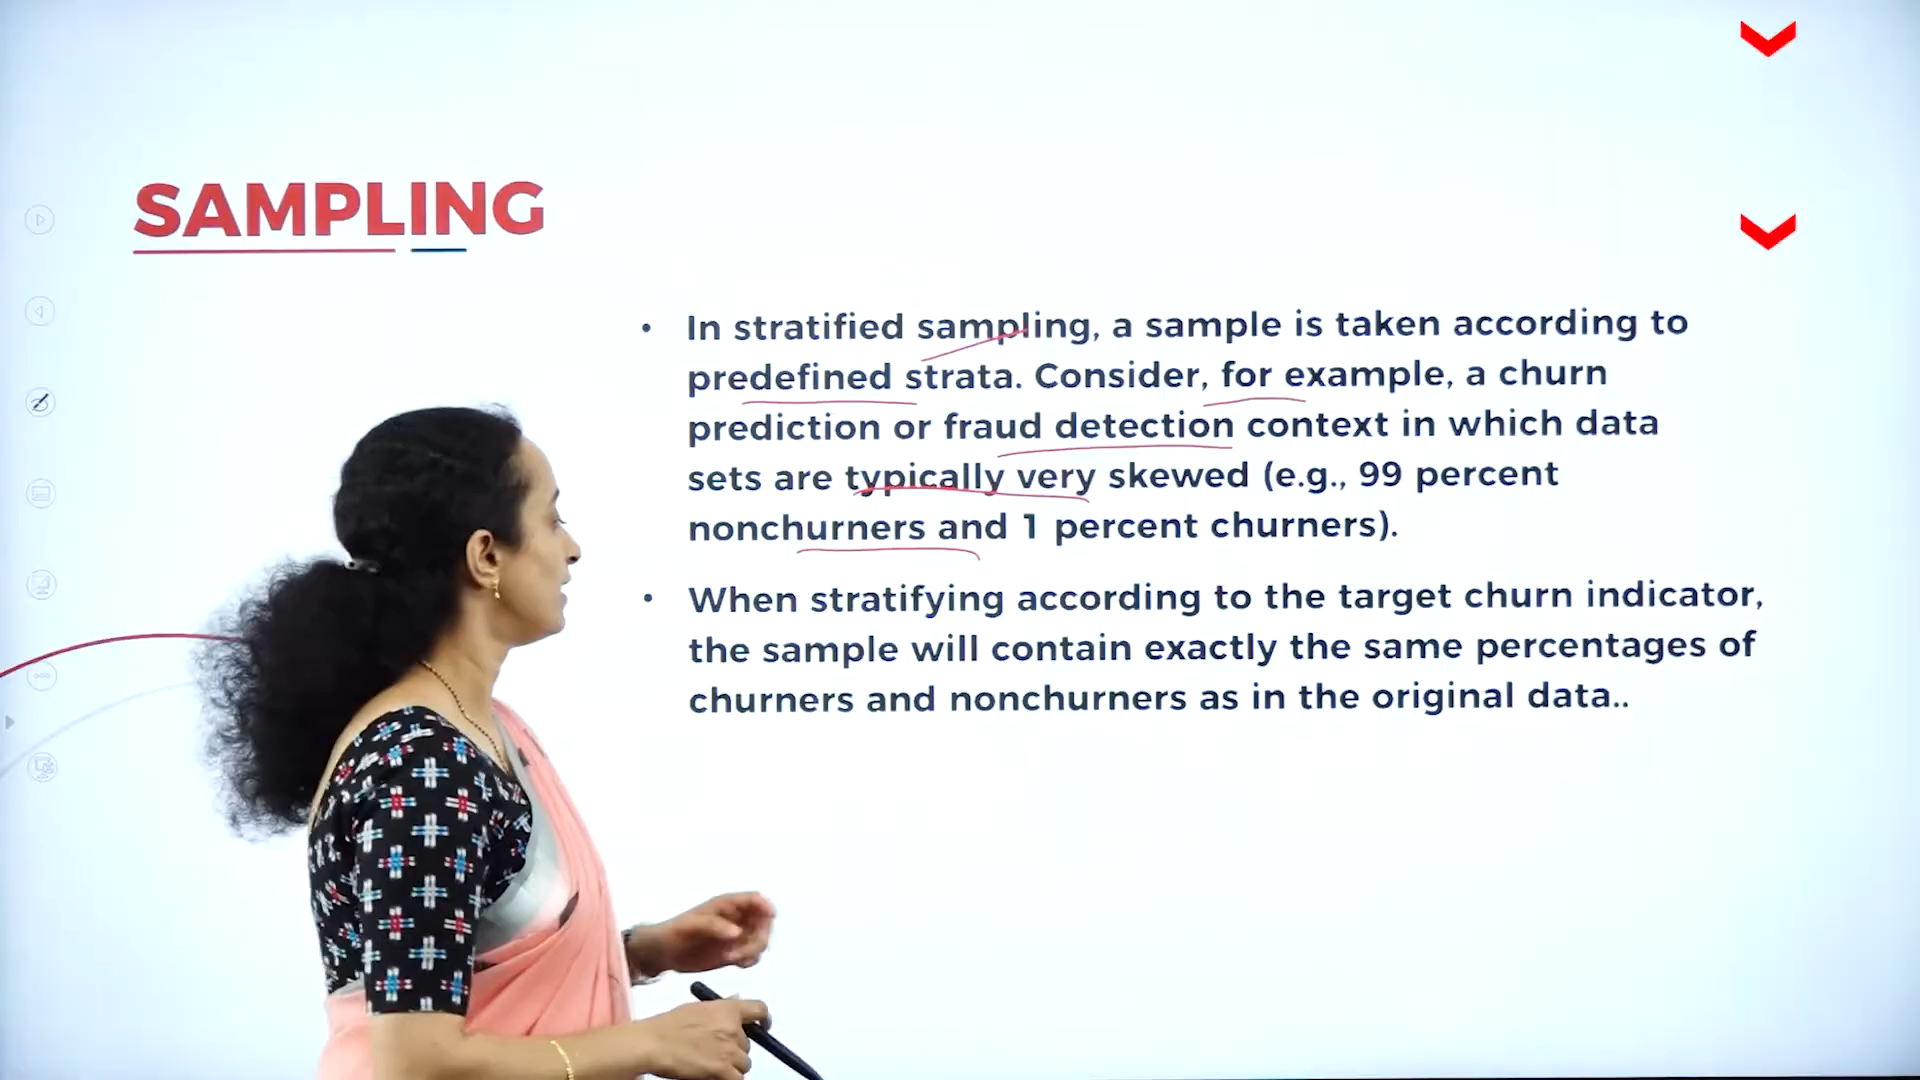 SAMPLING
• In stratified sampling, a sample is taken according to
predefined strata. Consider, for example, a churn
prediction or fraud detection context in which data
sets are typically very skewed (e.g., 99 percent
nonchurners and 1 percent churners).
• When stratifying according to the target churn indicator,
the sample will contain exactly the same percentages of
churners and nonchurners as in the original data..